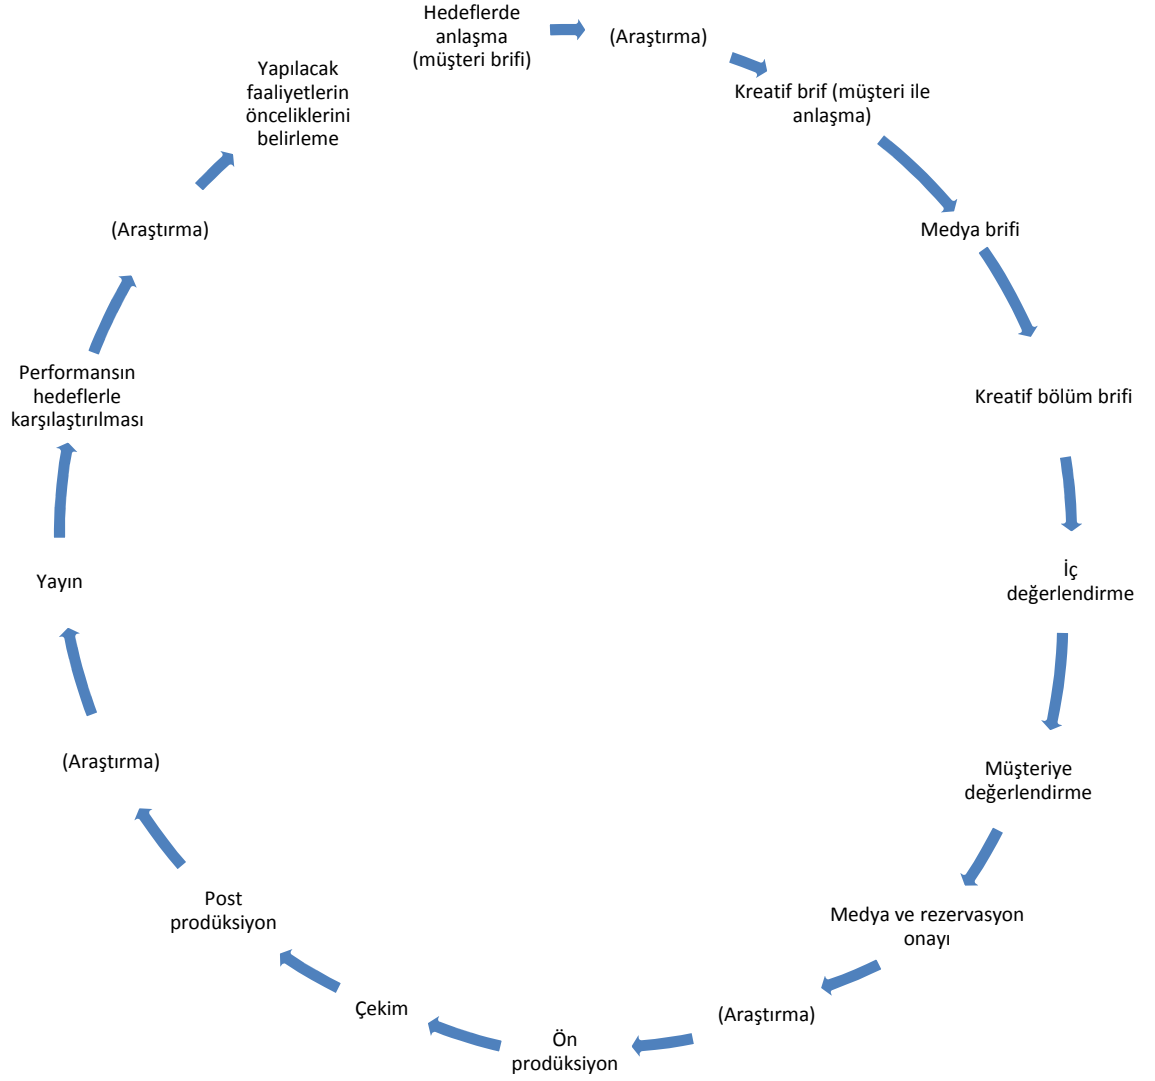 Hedeflerde
anlaşma
(müşteri brifi)
(Araştırma)
Kreatif brif (müşteri ile
anlaşma)
Medya brifi
Kreatif bölüm brifi
İç
değerlendirme
Müşteriye
değerlendirme
Medya ve rezervasyon
onayı
(Araştırma)
Ön
prodüksiyon
Çekim
Post
prodüksiyon
(Araştırma)
Yayın
Performansın
hedeflerle
karşılaştırılması
(Araştırma)
Yapılacak
faaliyetlerin
önceliklerini
belirleme